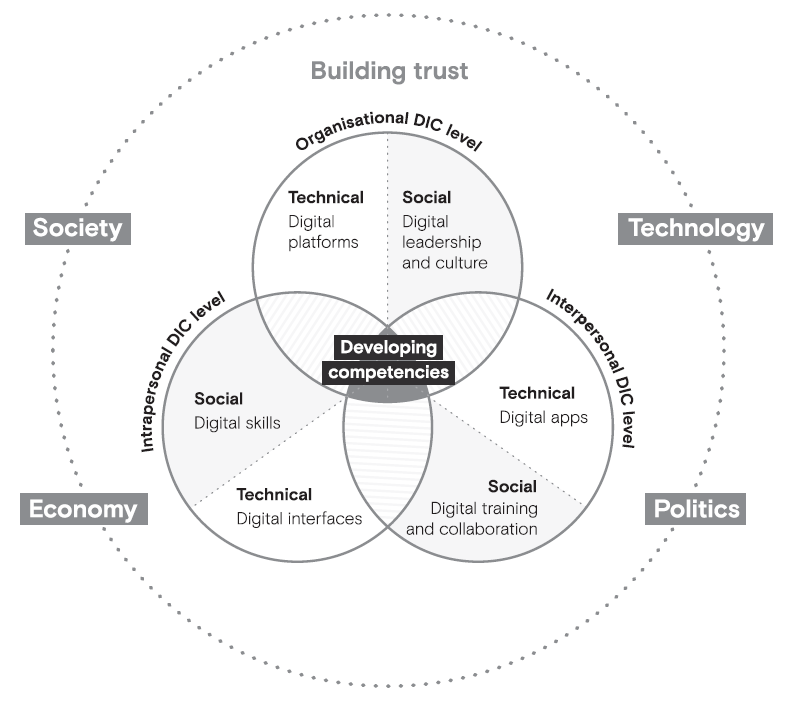 Building trust
Organisational DIC level
Technical
Digital
platforms
Social
Digital
leadership
and culture
Society
Technology
Intrapersonal DIC level
Interpersonal DIC level
Developing
competencies
Social
Digital skills
Technical
Digital apps
Technical
Digital interfaces
Social
Digital training
and collaboration
Economy
Politics